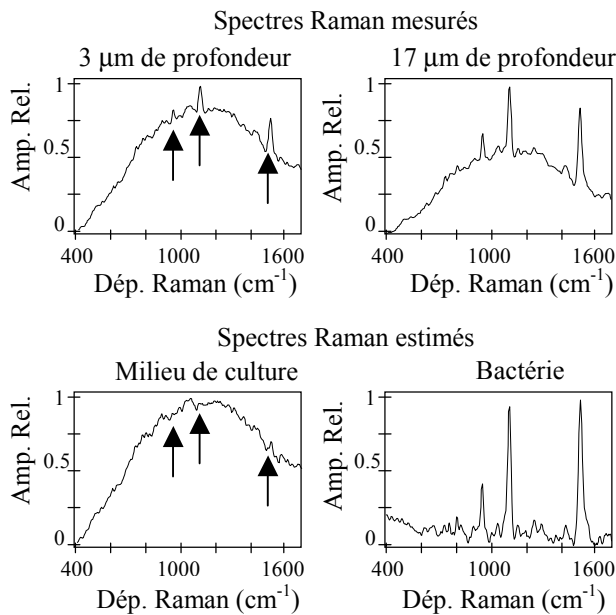 Spectres Raman mesurés
3 µm de profondeur
17 µm de profondeur
Amp. Rel.
1
0.5
0
400
1000
1600
Dép. Raman (cm⁻¹)
Amp. Rel.
1
0.5
0
400
1000
1600
Dép. Raman (cm⁻¹)
Spectres Raman estimés
Milieu de culture
Bactérie
Amp. Rel.
1
0.5
0
400
1000
1600
Dép. Raman (cm⁻¹)
Amp. Rel.
1
0.5
0
400
1000
1600
Dép. Raman (cm⁻¹)